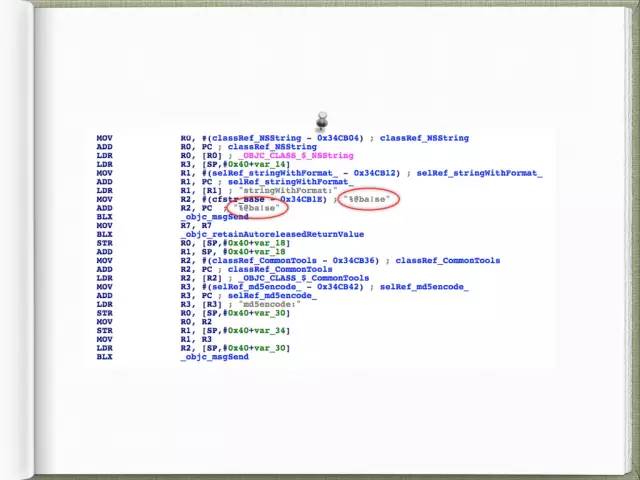 MOV R0, #(classRef_NSString - 0x34CB04) ; classRef_NSString
ADD R0, PC ; classRef_NSString
LDR R0, [R0] ; _OBJC_CLASS_$_NSString
LDR R3, [SP,#0x40+var_14]
MOV R1, #(selRef_stringWithFormat_ - 0x34CB12) ; selRef_stringWithFormat_
ADD R1, PC ; selRef_stringWithFormat_
LDR R1, [R1] ; "stringWithFormat:"
MOV R2, #(cfstr_BaSe - 0x34CB1E) ; "%@ba!se"
ADD R2, PC ; "%@ba!se"
BLX _objc_msgSend
MOV R7, R7
BLX _objc_retainAutoreleasedReturnValue
STR R0, [SP,#0x40+var_18]
ADD R1, SP, #0x40+var_18
MOV R2, #(classRef_CommonTools - 0x34CB36) ; classRef_CommonTools
ADD R2, PC ; classRef_CommonTools
LDR R2, [R2] ; _OBJC_CLASS_$_CommonTools
MOV R3, #(selRef_md5encode_ - 0x34CB42) ; selRef_md5encode_
ADD R3, PC ; selRef_md5encode_
LDR R3, [R3] ; "md5encode:"
STR R0, [SP,#0x40+var_30]
MOV R0, R2
STR R1, [SP,#0x40+var_34]
MOV R1, R3
LDR R2, [SP,#0x40+var_30]
BLX _objc_msgSend